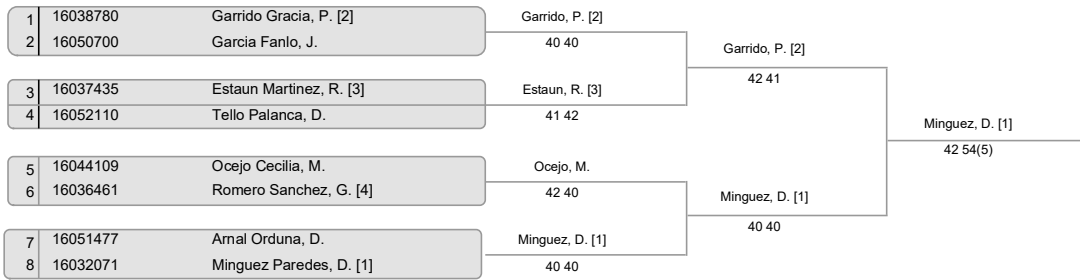 1 16038780 Garrido Gracia, P. [2]
2 16050700 Garcia Fanlo, J.
3 16037435 Estaun Martinez, R. [3]
4 16052110 Tello Palanca, D.
5 16044109 Ocejo Cecilia, M.
6 16036461 Romero Sanchez, G. [4]
7 16051477 Arnal Orduna, D.
8 16032071 Minguez Paredes, D. [1]
Garrido, P. [2]
40 40
Estaun, R. [3]
41 42
Ocejo, M.
42 40
Minguez, D. [1]
40 40
Garrido, P. [2]
42 41
Minguez, D. [1]
40 40
Minguez, D. [1]
42 54(5)